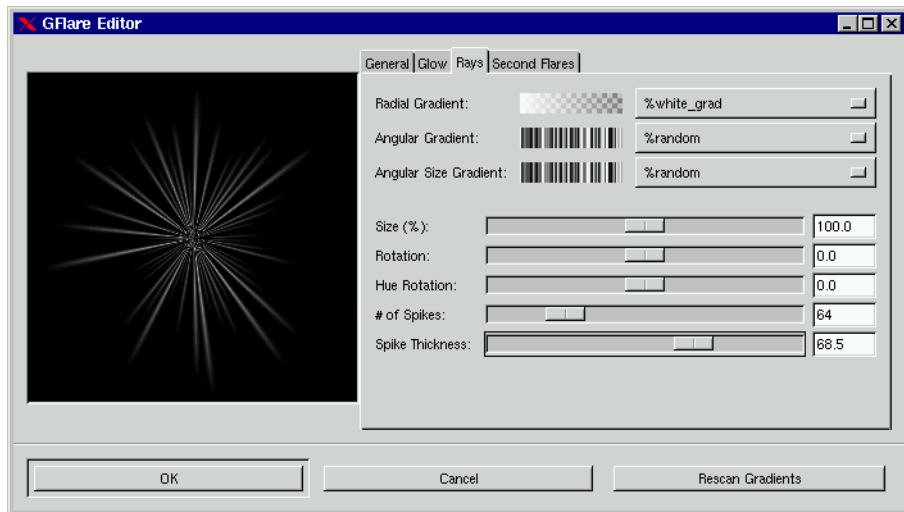 GFlare Editor
General Glow Rays Second Flares
Radial Gradient: %white_grad
Angular Gradient: %random
Angular Size Gradient: %random
Size (%): 100.0
Rotation: 0.0
Hue Rotation: 0.0
# of Spikes: 64
Spike Thickness: 68.5
OK Cancel Rescan Gradients